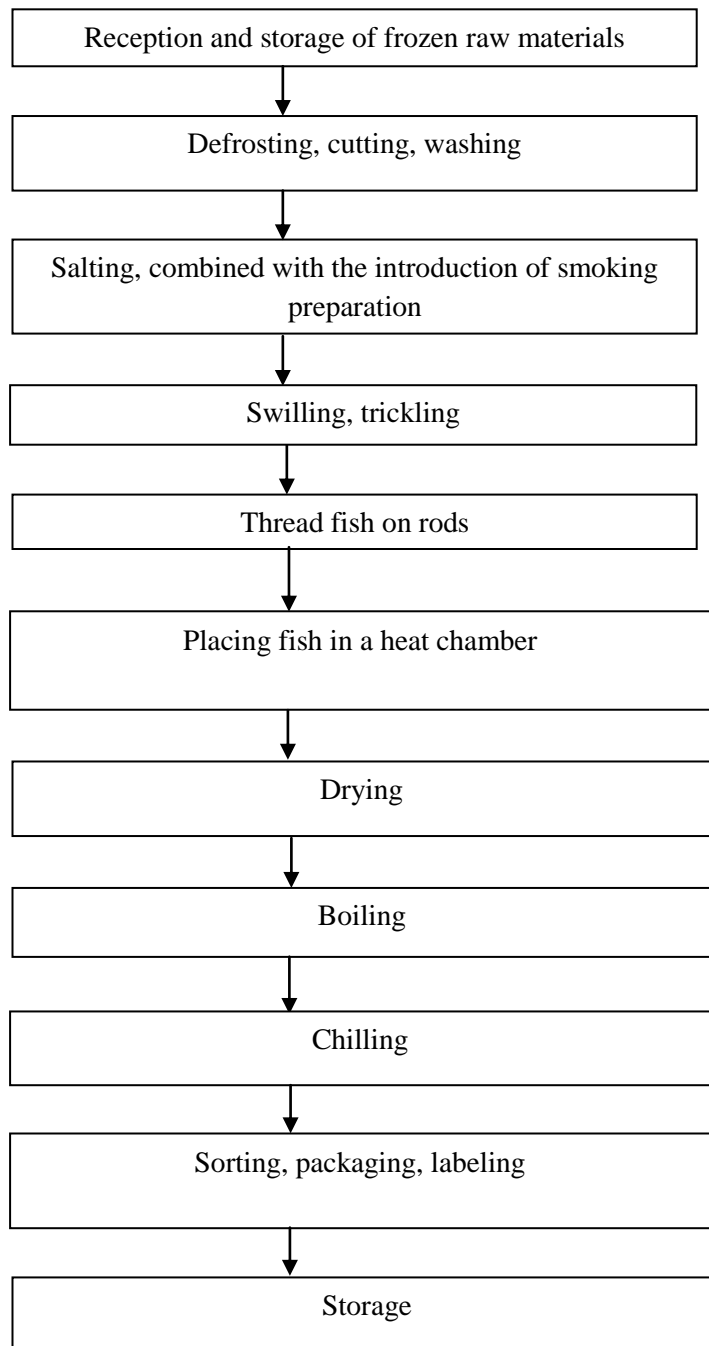 Reception and storage of frozen raw materials
Defrosting, cutting, washing
Salting, combined with the introduction of smoking
preparation
Swilling, trickling
Thread fish on rods
Placing fish in a heat chamber
Drying
Boiling
Chilling
Sorting, packaging, labeling
Storage